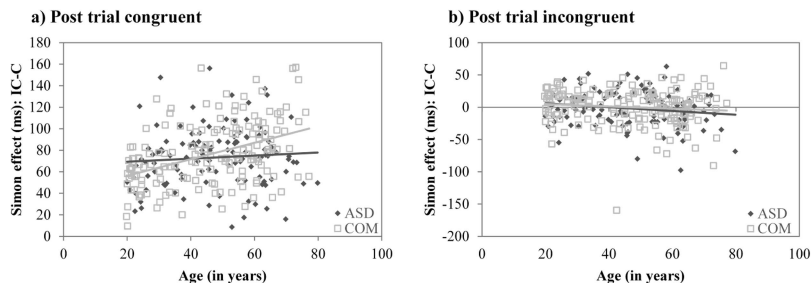 a) Post trial congruent
Simon effect (ms): IC-C
180
160
140
120
100
80
60
40
20
0
0 20 40 60 80 100
Age (in years)
ASD
COM
b) Post trial incongruent
Simon effect (ms): IC-C
100
50
0
-50
-100
-150
-200
0 20 40 60 80 100
Age (in years)
ASD
COM